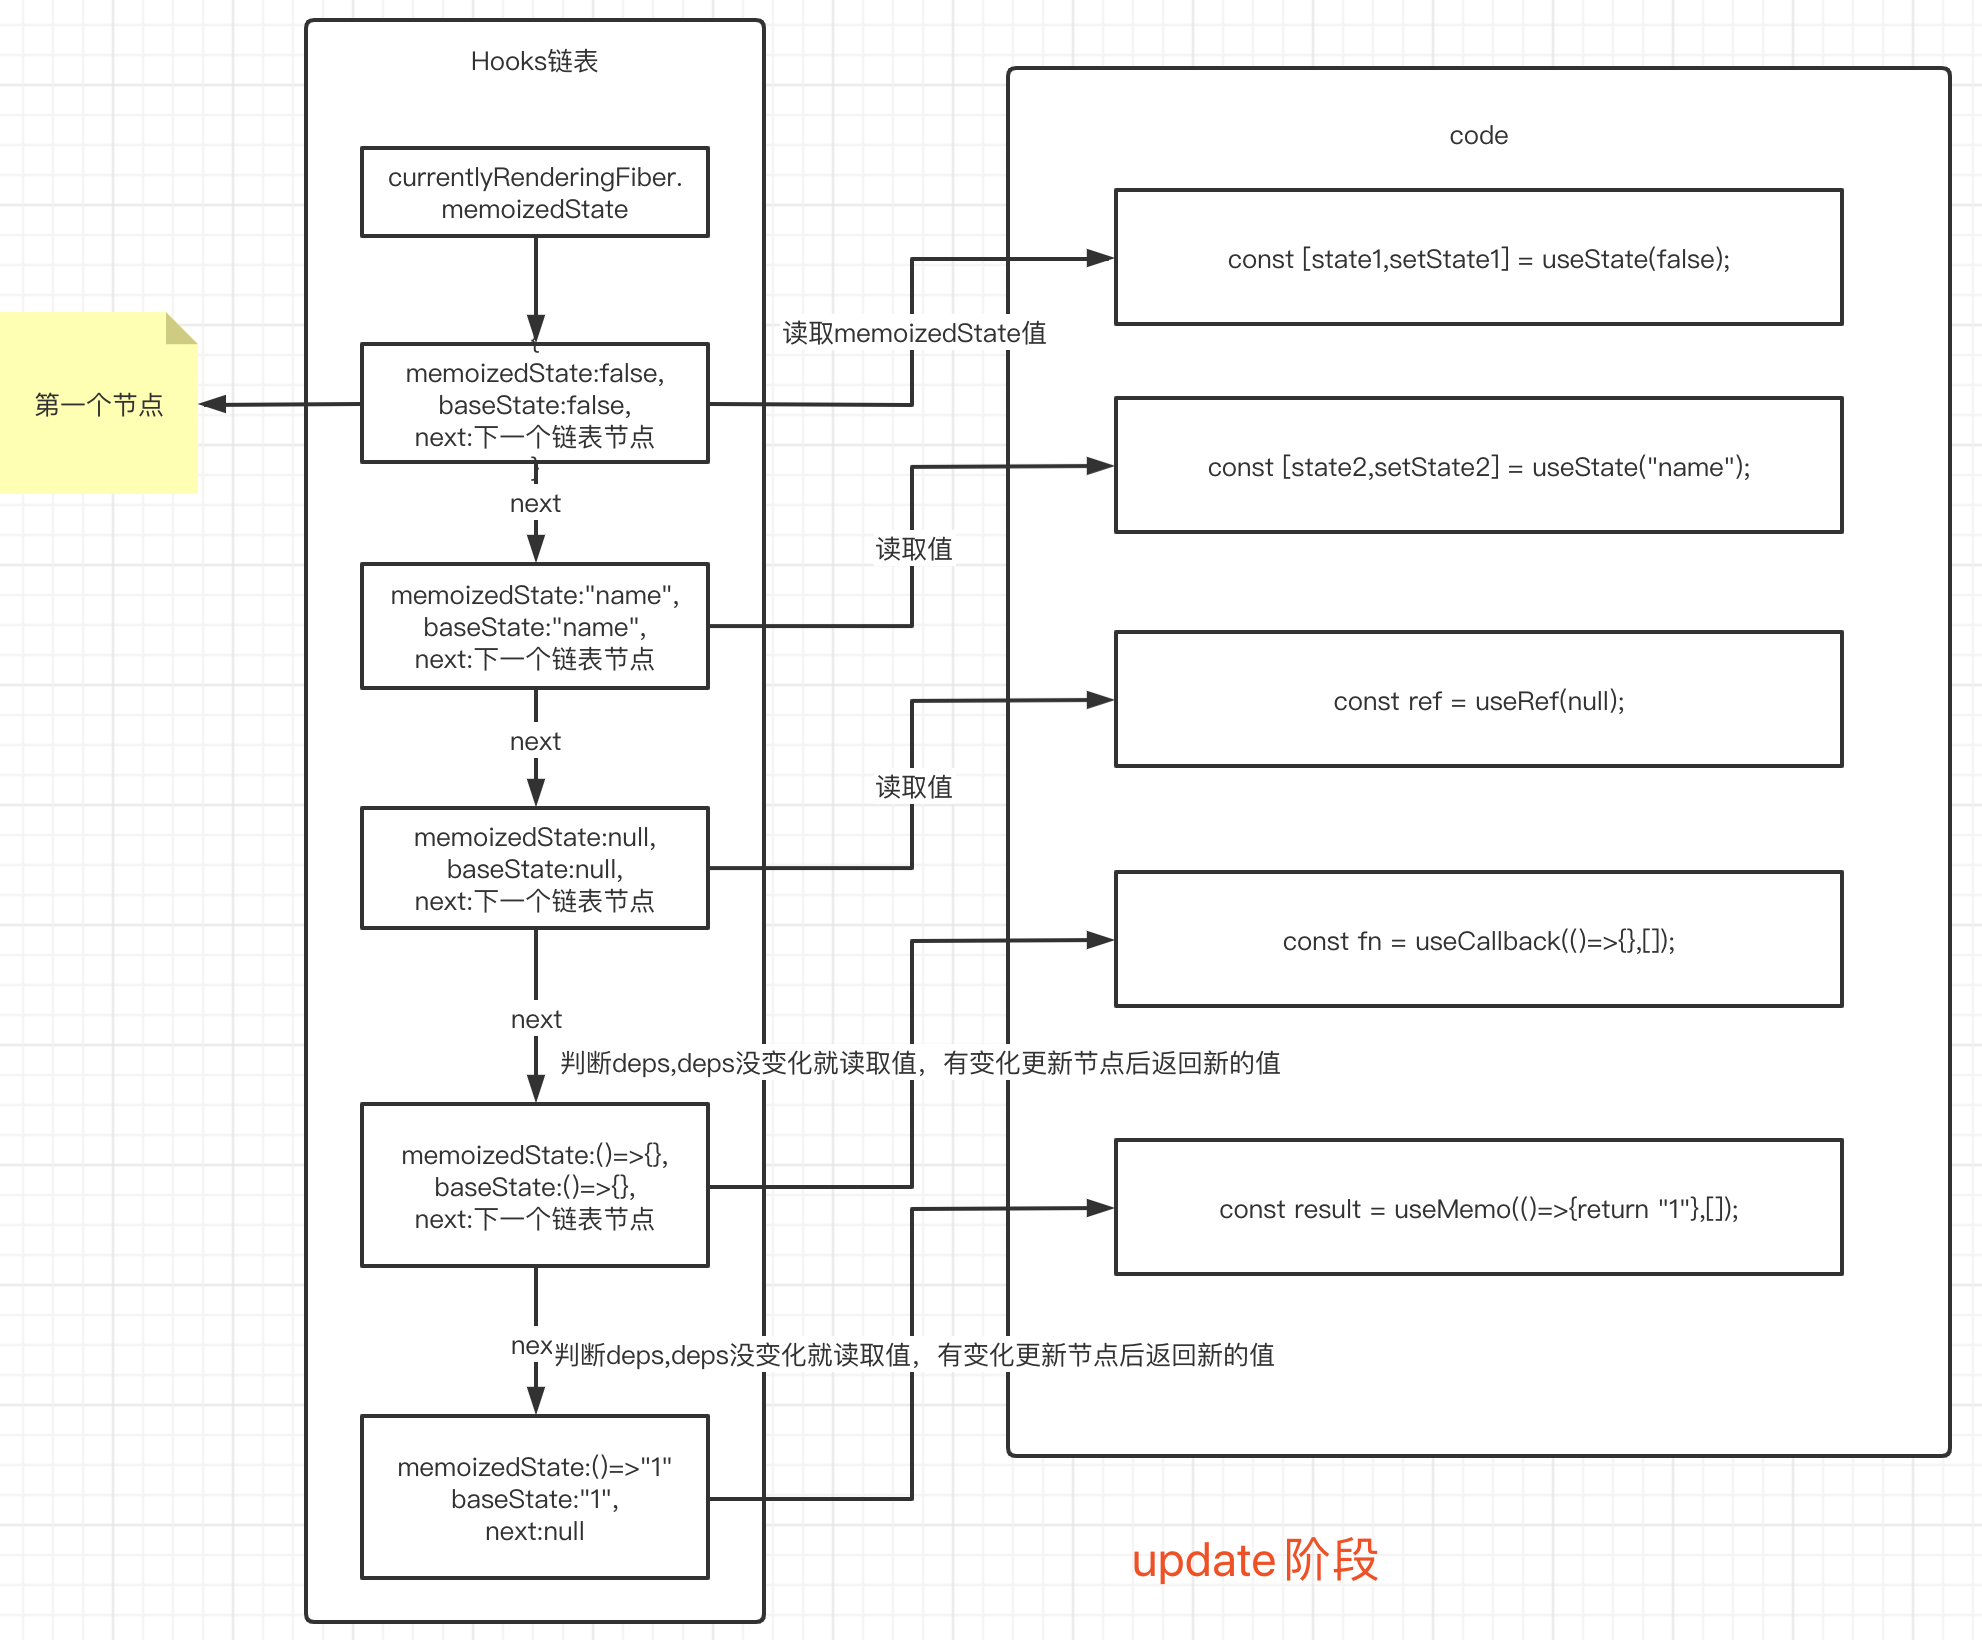 Hooks链表
currentlyRenderingFiber.
memoizedState
第一个节点
{
memoizedState:false,
baseState:false,
next:下一个链表节点
}
next
memoizedState:"name",
baseState:"name",
next:下一个链表节点
next
memoizedState:null,
baseState:null,
next:下一个链表节点
next
memoizedState:()=>{},
baseState:()=>{},
next:下一个链表节点
nex
memoizedState:()=>"1"
baseState:"1",
next:null
读取memoizedState值
读取值
读取值
判断deps,deps没变化就读取值，有变化更新节点后返回新的值
判断deps,deps没变化就读取值，有变化更新节点后返回新的值
code
const [state1,setState1] = useState(false);
const [state2,setState2] = useState("name");
const ref = useRef(null);
const fn = useCallback(()=>{},[]);
const result = useMemo(()=>{return "1"},[]);
update阶段